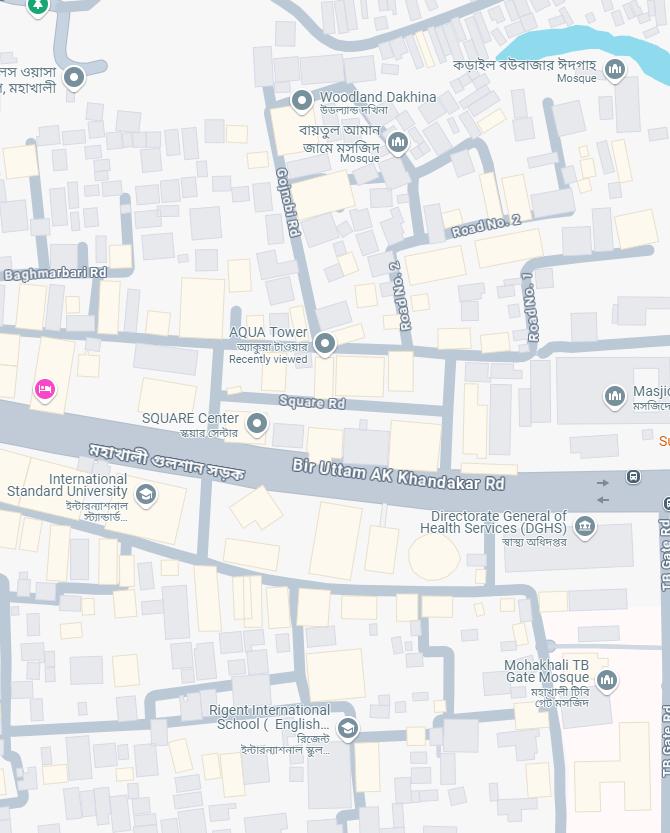 লস ওয়াসা
, মহাখালী
কড়াইল বউবাজার ঈদগাহ
Mosque
Woodland Dakhina
উডল্যান্ড দখিনা
বায়তুল আমান
জামে মসজিদ
Mosque
Gojnobi Rd
Road No. 2
Baghmarbari Rd
Road No. 2
Road No. 1
AQUA Tower
অ্যাকুয়া টাওয়ার
Recently viewed
Square Rd
Masjid
মসজিদে
SQUARE Center
স্কয়ার সেন্টার
Su
মহাখালী গুলশান সড়ক
Bir Uttam AK Khandakar Rd
International
Standard University
ইন্টারন্যাশনাল
স্ট্যান্ডার্ড...
Directorate General of
Health Services (DGHS)
স্বাস্থ্য অধিদপ্তর
TB Gate Rd
Mohakhali TB
Gate Mosque
মহাখালী টিবি
গেট মসজিদ
Rigent International
School ( English...
রিজেন্ট
ইন্টারন্যাশনাল স্কুল...
TB Gate Rd